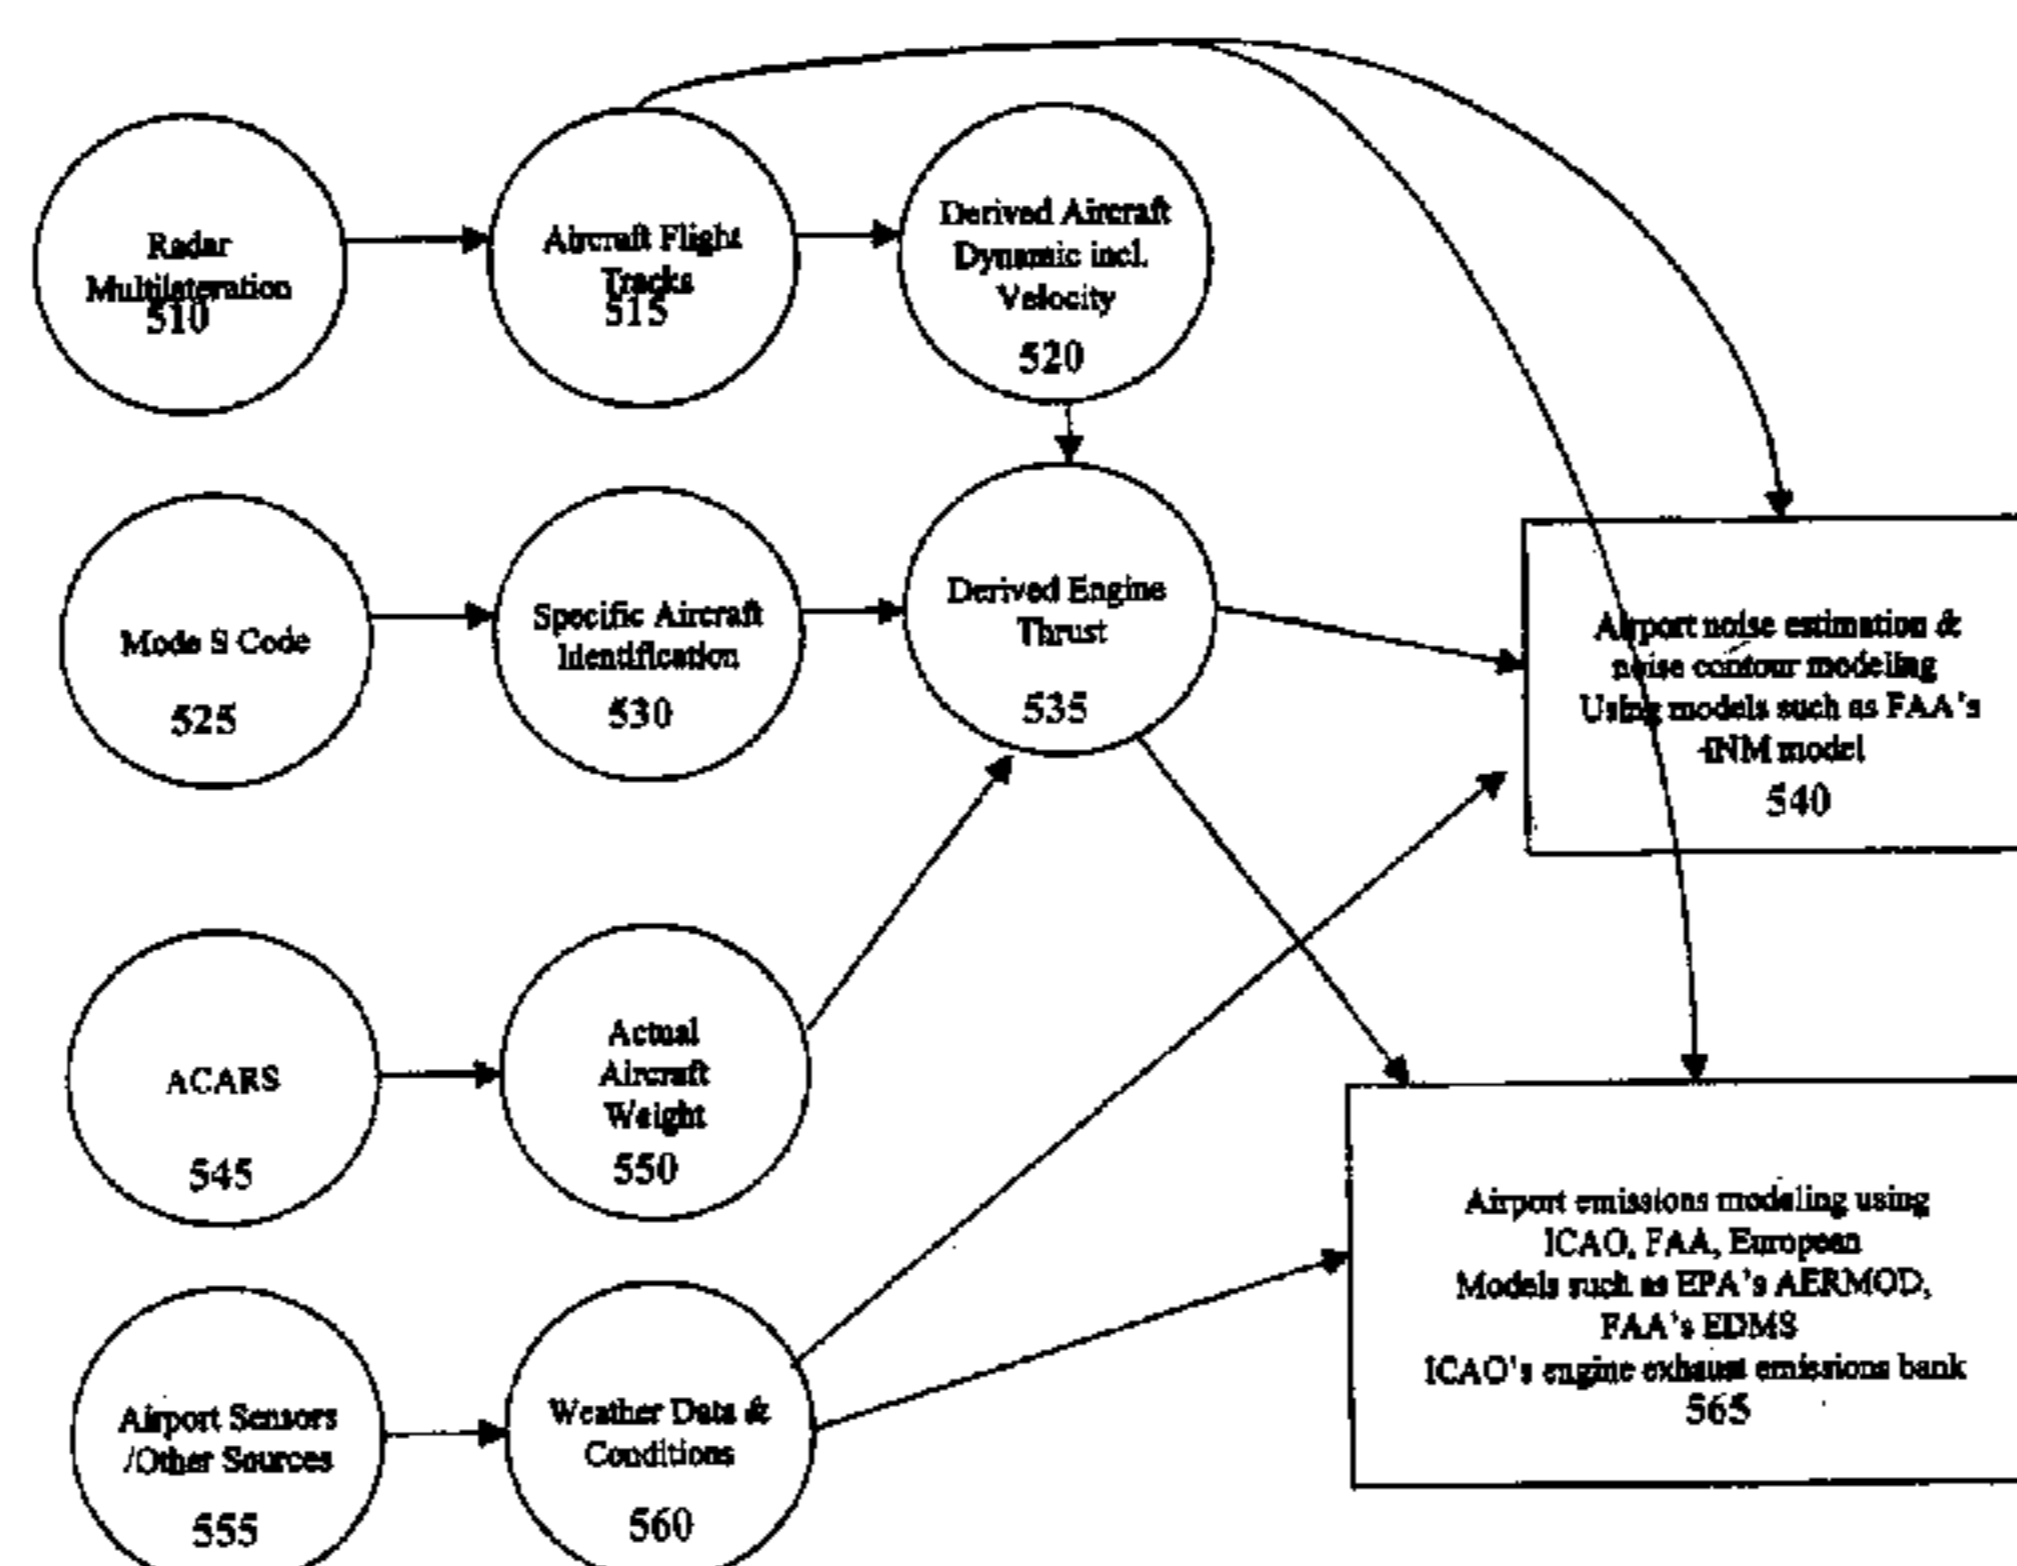 Radar
Multilateration
510
Aircraft Flight
Tracks
515
Derived Aircraft
Dynamic incl.
Velocity
520
Mode S Code
525
Specific Aircraft
Identification
530
Derived Engine
Thrust
535
Airport noise estimation &
noise contour modeling
Using models such as FAA's
INM model
540
ACARS
545
Actual
Aircraft
Weight
550
Airport Sensors
/Other Sources
555
Weather Data &
Conditions
560
Airport emissions modeling using
ICAO, FAA, European
Models such as EPA's AERMOD,
FAA's EDMS
ICAO's engine exhaust emissions bank
565